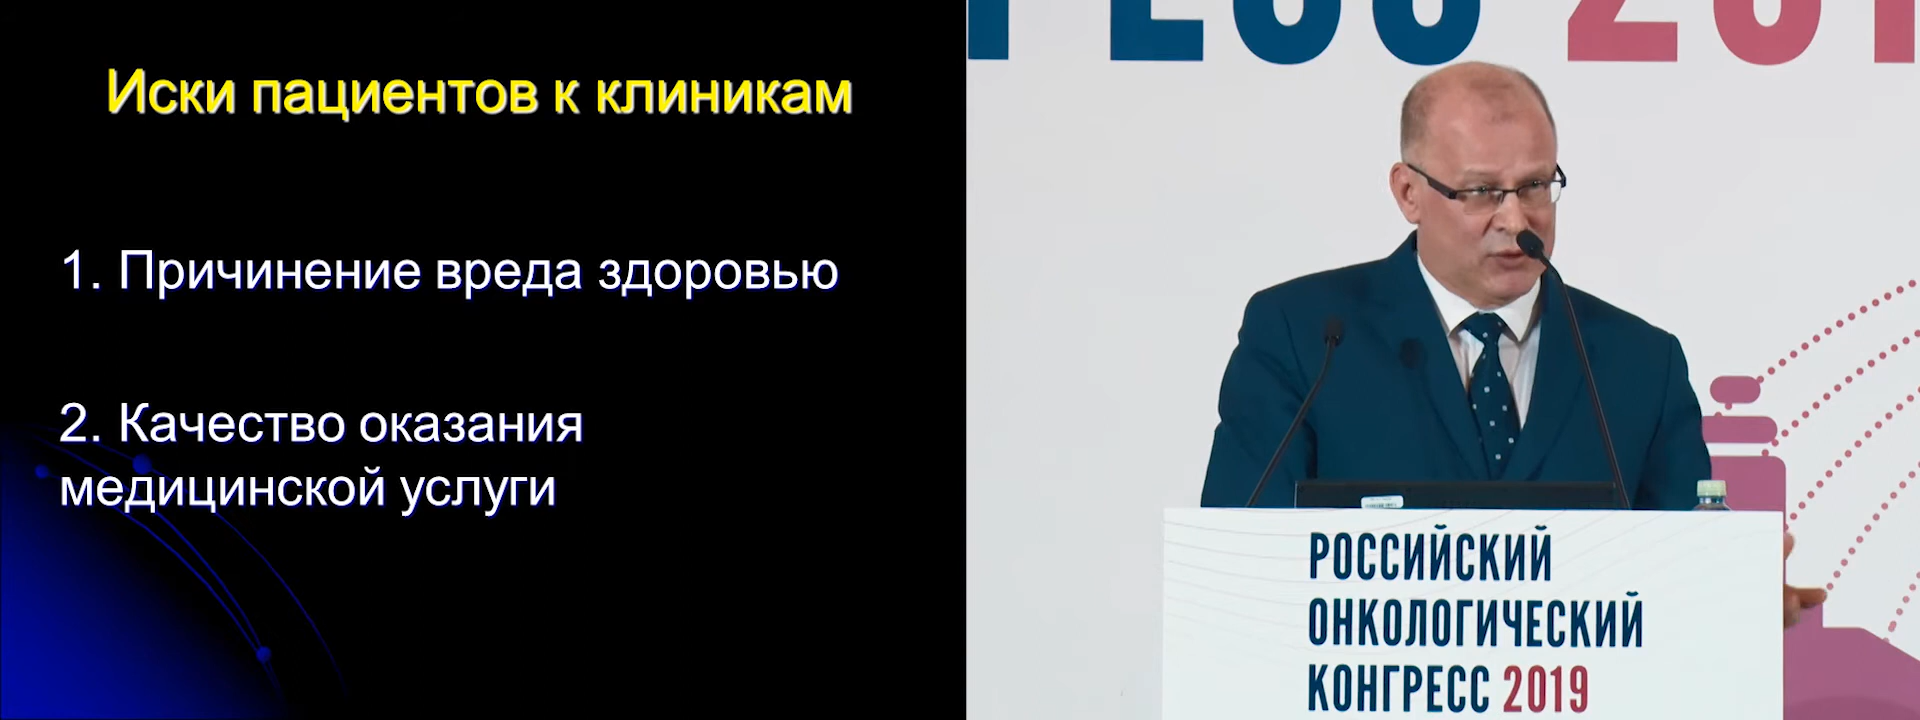 Иски пациентов к клиникам
1. Причинение вреда здоровью
2. Качество оказания
медицинской услуги
РОССИЙСКИЙ
ОНКОЛОГИЧЕСКИЙ
КОНГРЕСС 2019